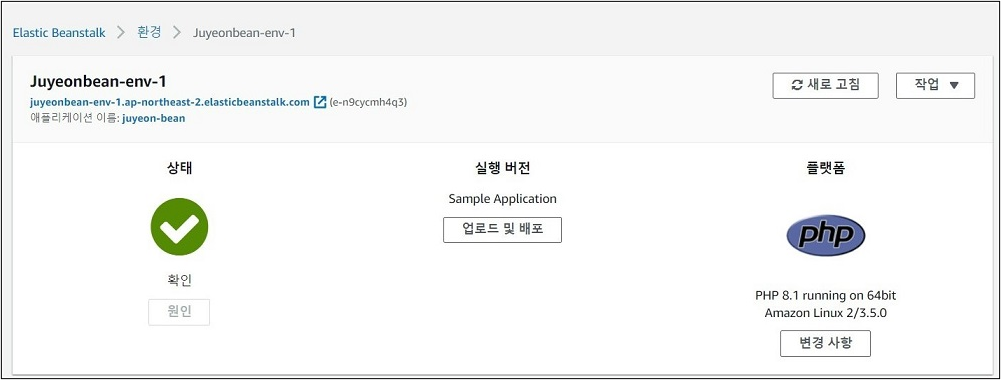 Elastic Beanstalk > 환경 > Juyeonbean-env-1
Juyeonbean-env-1
새로 고침
작업
juyeonbean-env-1.ap-northeast-2.elasticbeanstalk.com (e-n9cycmh4q3)
애플리케이션 이름: juyeon-bean
상태
확인
원인
실행 버전
Sample Application
업로드 및 배포
플랫폼
php
PHP 8.1 running on 64bit
Amazon Linux 2/3.5.0
변경 사항